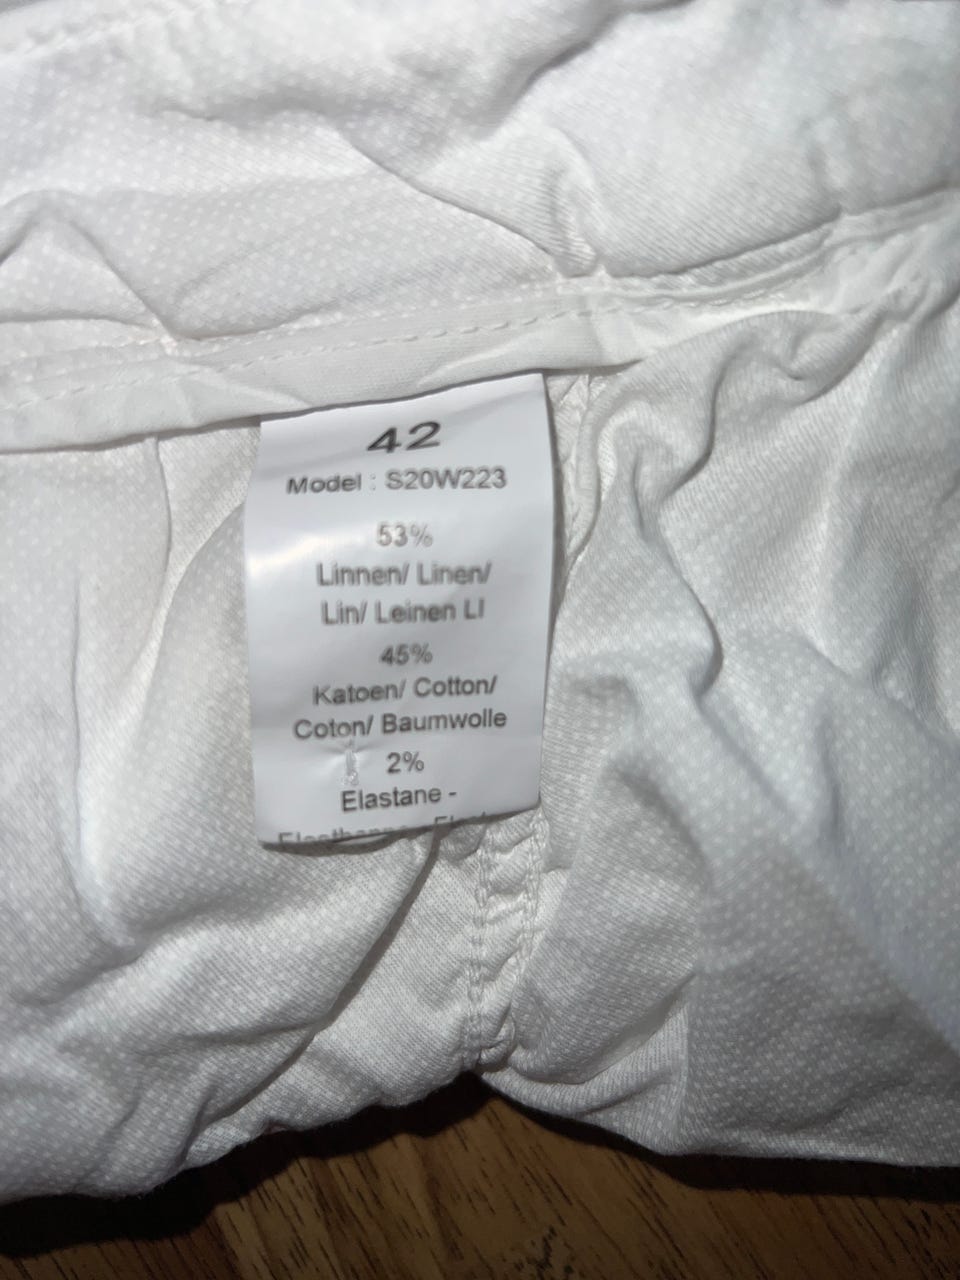 42
Model : S20W223
53%
Linnen/ Linen/
Lin/ Leinen LI
45%
Katoen/ Cotton/
Coton/ Baumwolle
2%
Elastane -